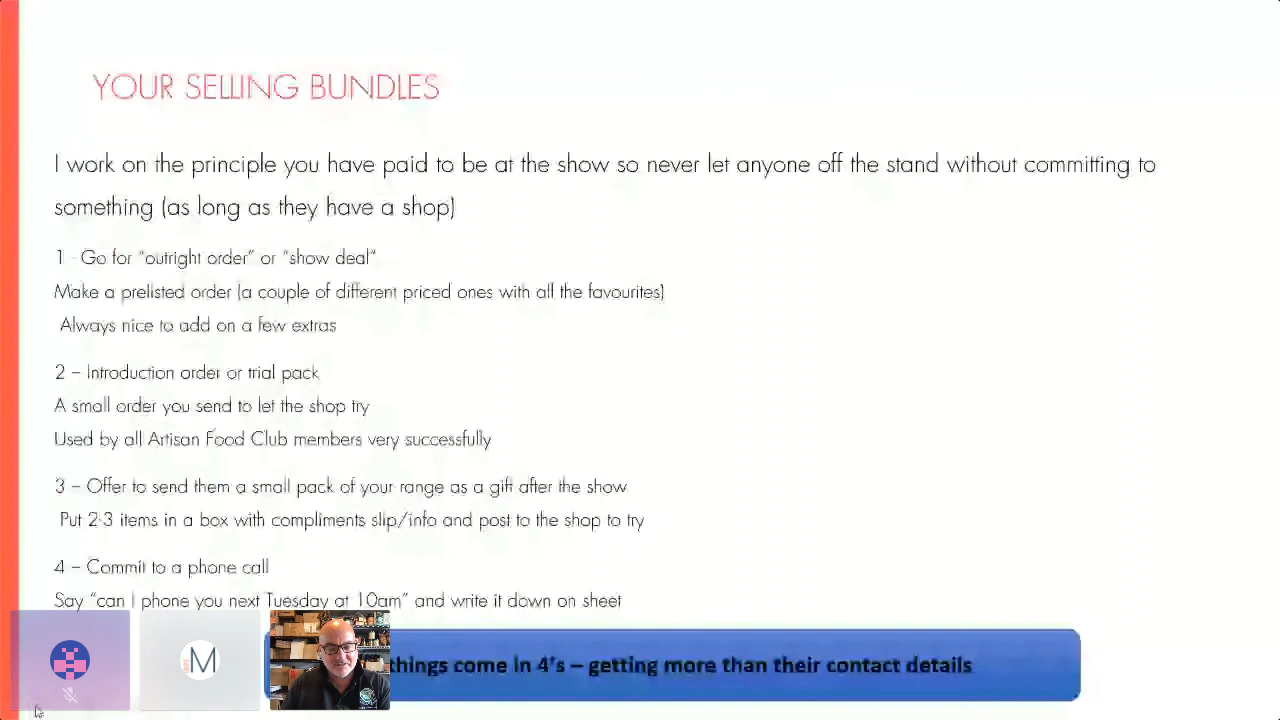 YOUR SELLING BUNDLES
I work on the principle you have paid to be at the show so never let anyone off the stand without committing to
something (as long as they have a shop)
1 - Go for "outright order" or "show deal"
Make a prelisted order (a couple of different priced ones with all the favourites)
Always nice to add on a few extras
2 – Introduction order or trial pack
A small order you send to let the shop try
Used by all Artisan Food Club members very successfully
3 – Offer to send them a small pack of your range as a gift after the show
Put 2-3 items in a box with compliments slip/info and post to the shop to try
4 – Commit to a phone call
Say "can I phone you next Tuesday at 10am" and write it down on sheet
M
things come in 4's – getting more than their contact details